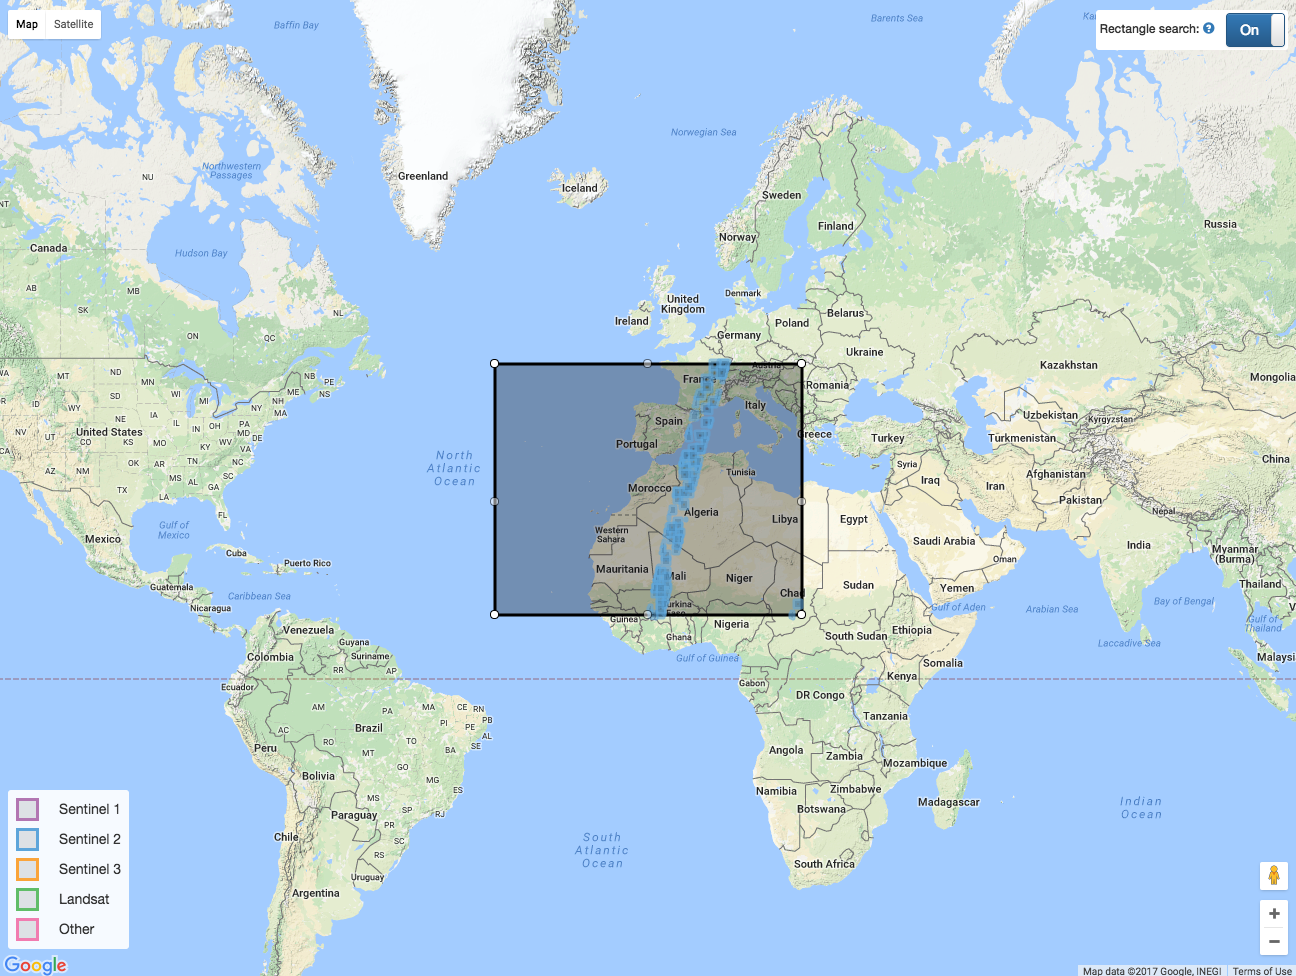 Map
Satellite
Rectangle search:
On
Baffin Bay
Barents Sea
Norwegian Sea
Northwestern
Passages
NU
NT
Greenland
Iceland
Sweden
Finland
Norway
Russia
Canada
Hudson Bay
QC
AB
MB
SK
ON
NL
NB
PE
NS
United
Kingdom
Ireland
Denmark
Germany
Poland
Belarus
Ukraine
Austria
Romania
Italy
Spain
Portugal
Greece
Turkey
Kazakhstan
Mongolia
Uzbekistan
Kyrgyzstan
Turkmenistan
Afghanistan
Pakistan
China
Nepal
India
Myanmar
(Burma)
Thailand
Syria
Iraq
Iran
Saudi Arabia
Oman
Yemen
Gulf of Aden
Arabian Sea
Bay of Bengal
Laccadive Sea
Gulf of
Thailand
MT
ND
MN
SD
WI
MI
WY
NE
IA
IL
IN
OH
PA
NY
NH
MA
ME
OR
ID
NV
UT
CO
KS
MO
KY
WV
VA
MD
DE
NJ
NC
TN
OK
AR
SC
AZ
NM
MS
AL
GA
TX
LA
FL
CA
United States
North
Atlantic
Ocean
Gulf of
Mexico
Mexico
Cuba
Puerto Rico
Guatemala
Caribbean Sea
Nicaragua
Morocco
Tunisia
Algeria
Libya
Egypt
Western
Sahara
Mauritania
Mali
Niger
Sudan
Guinea
Ghana
Nigeria
Gulf of Guinea
South Sudan
Ethiopia
Somalia
Kenya
Gabon
DR Congo
Tanzania
Angola
Zambia
Mozambique
Namibia
Zimbabwe
Botswana
Madagascar
South Africa
Venezuela
Guyana
Suriname
Colombia
Ecuador
RR
AP
AM
PA
MA
CE
RN
PB
PI
PE
AL
SE
AC
RO
TO
BA
MT
GO
MG
ES
MS
SP
RJ
PR
SC
RS
Brazil
Peru
Bolivia
Paraguay
Chile
Uruguay
Argentina
South
Atlantic
Ocean
Indian
Ocean
Sentinel 1
Sentinel 2
Sentinel 3
Landsat
Other
Google
Map data ©2017 Google, INEGI
Terms of Use